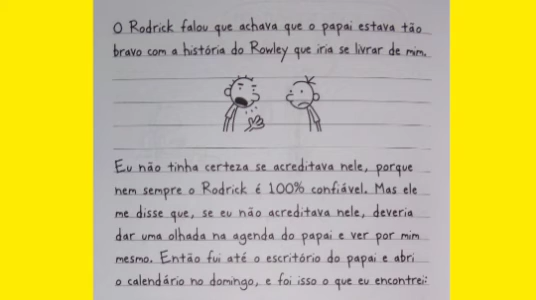 O Rodrick falou que achava que o papai estava tão
bravo com a história do Rowley que iria se livrar de mim.
Eu não tinha certeza se acreditava nele, porque
nem sempre o Rodrick é 100% confiável. Mas ele
me disse que, se eu não acreditava nele, deveria
dar uma olhada na agenda do papai e ver por mim
mesmo. Então fui até o escritório do papai e abri
o calendário no domingo, e foi isso o que eu encontrei: